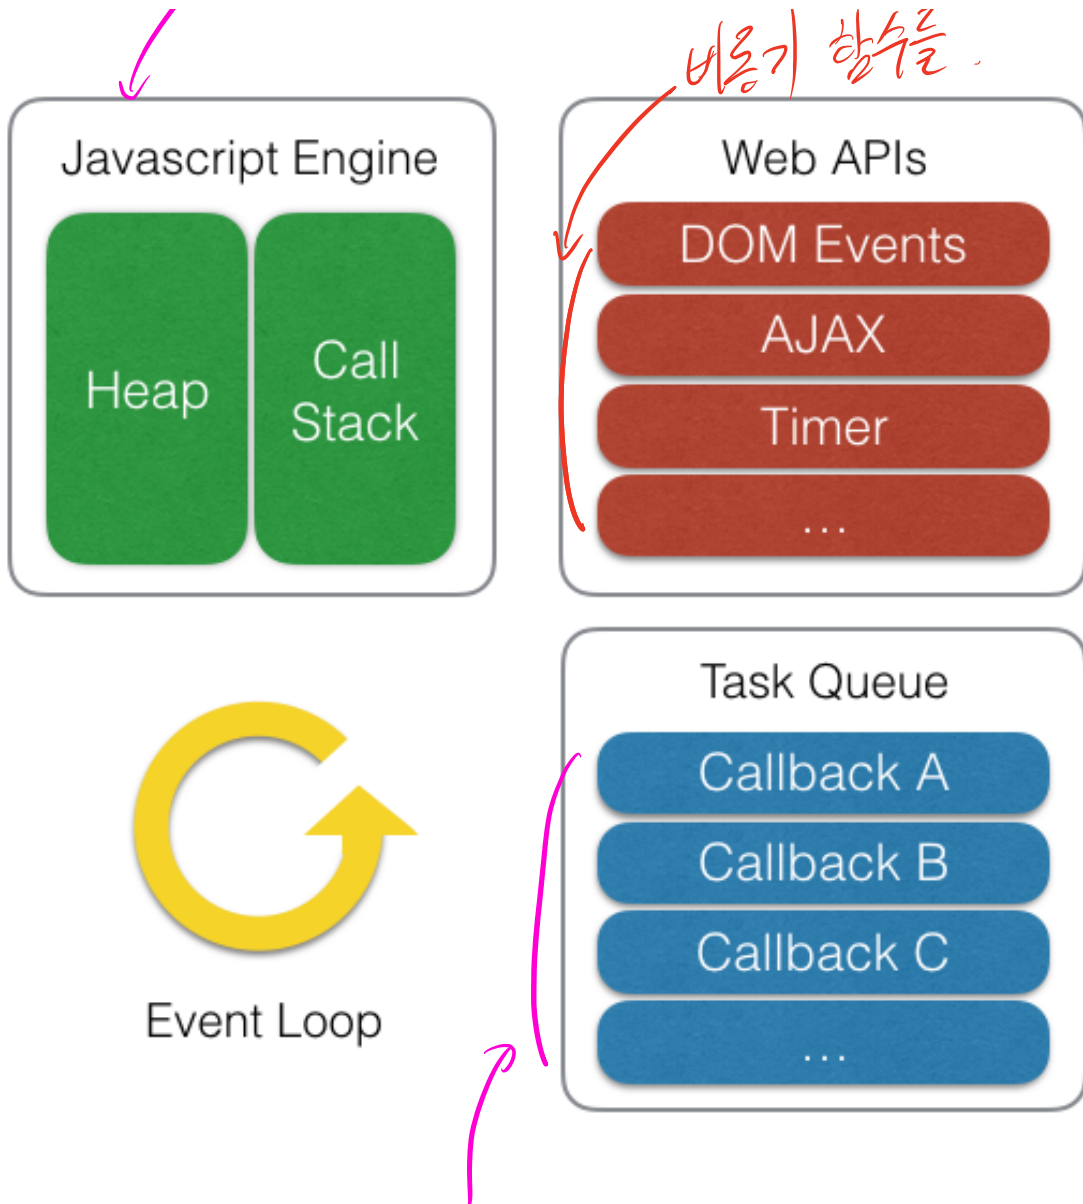 비동기 함수들.
Javascript Engine
Heap
Call
Stack
Web APIs
DOM Events
AJAX
Timer
...
Event Loop
Task Queue
Callback A
Callback B
Callback C
...